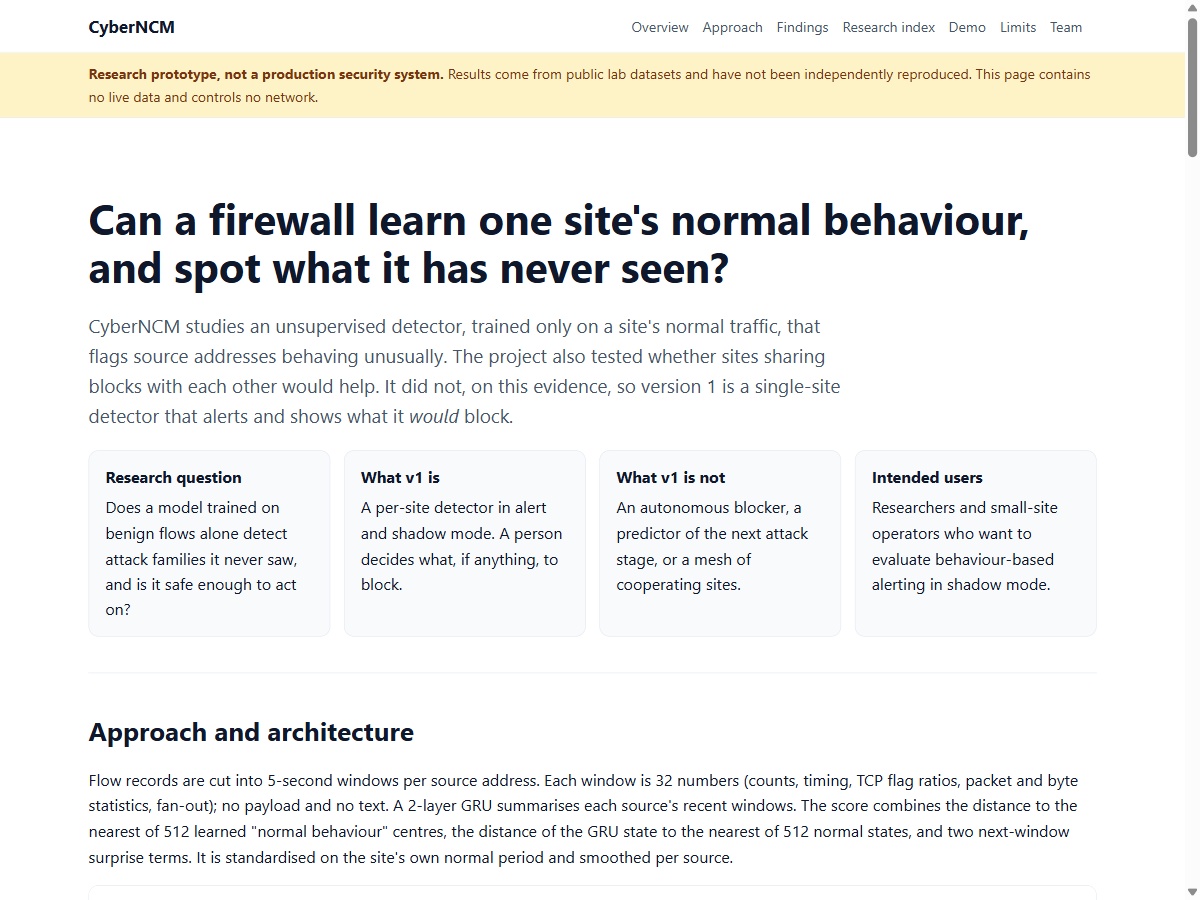 CyberNCM
Overview Approach Findings Research index Demo Limits Team
Research prototype, not a production security system. Results come from public lab datasets and have not been independently reproduced. This page contains
no live data and controls no network.
Can a firewall learn one site's normal behaviour,
and spot what it has never seen?
CyberNCM studies an unsupervised detector, trained only on a site's normal traffic, that
flags source addresses behaving unusually. The project also tested whether sites sharing
blocks with each other would help. It did not, on this evidence, so version 1 is a single-site
detector that alerts and shows what it would block.
Research question
Does a model trained on
benign flows alone detect
attack families it never saw,
and is it safe enough to act
on?
What v1 is
A per-site detector in alert
and shadow mode. A person
decides what, if anything, to
block.
What v1 is not
An autonomous blocker, a
predictor of the next attack
stage, or a mesh of
cooperating sites.
Intended users
Researchers and small-site
operators who want to
evaluate behaviour-based
alerting in shadow mode.
Approach and architecture
Flow records are cut into 5-second windows per source address. Each window is 32 numbers (counts, timing, TCP flag ratios, packet and byte
statistics, fan-out); no payload and no text. A 2-layer GRU summarises each source's recent windows. The score combines the distance to the
nearest of 512 learned "normal behaviour" centres, the distance of the GRU state to the nearest of 512 normal states, and two next-window
surprise terms. It is standardised on the site's own normal period and smoothed per source.